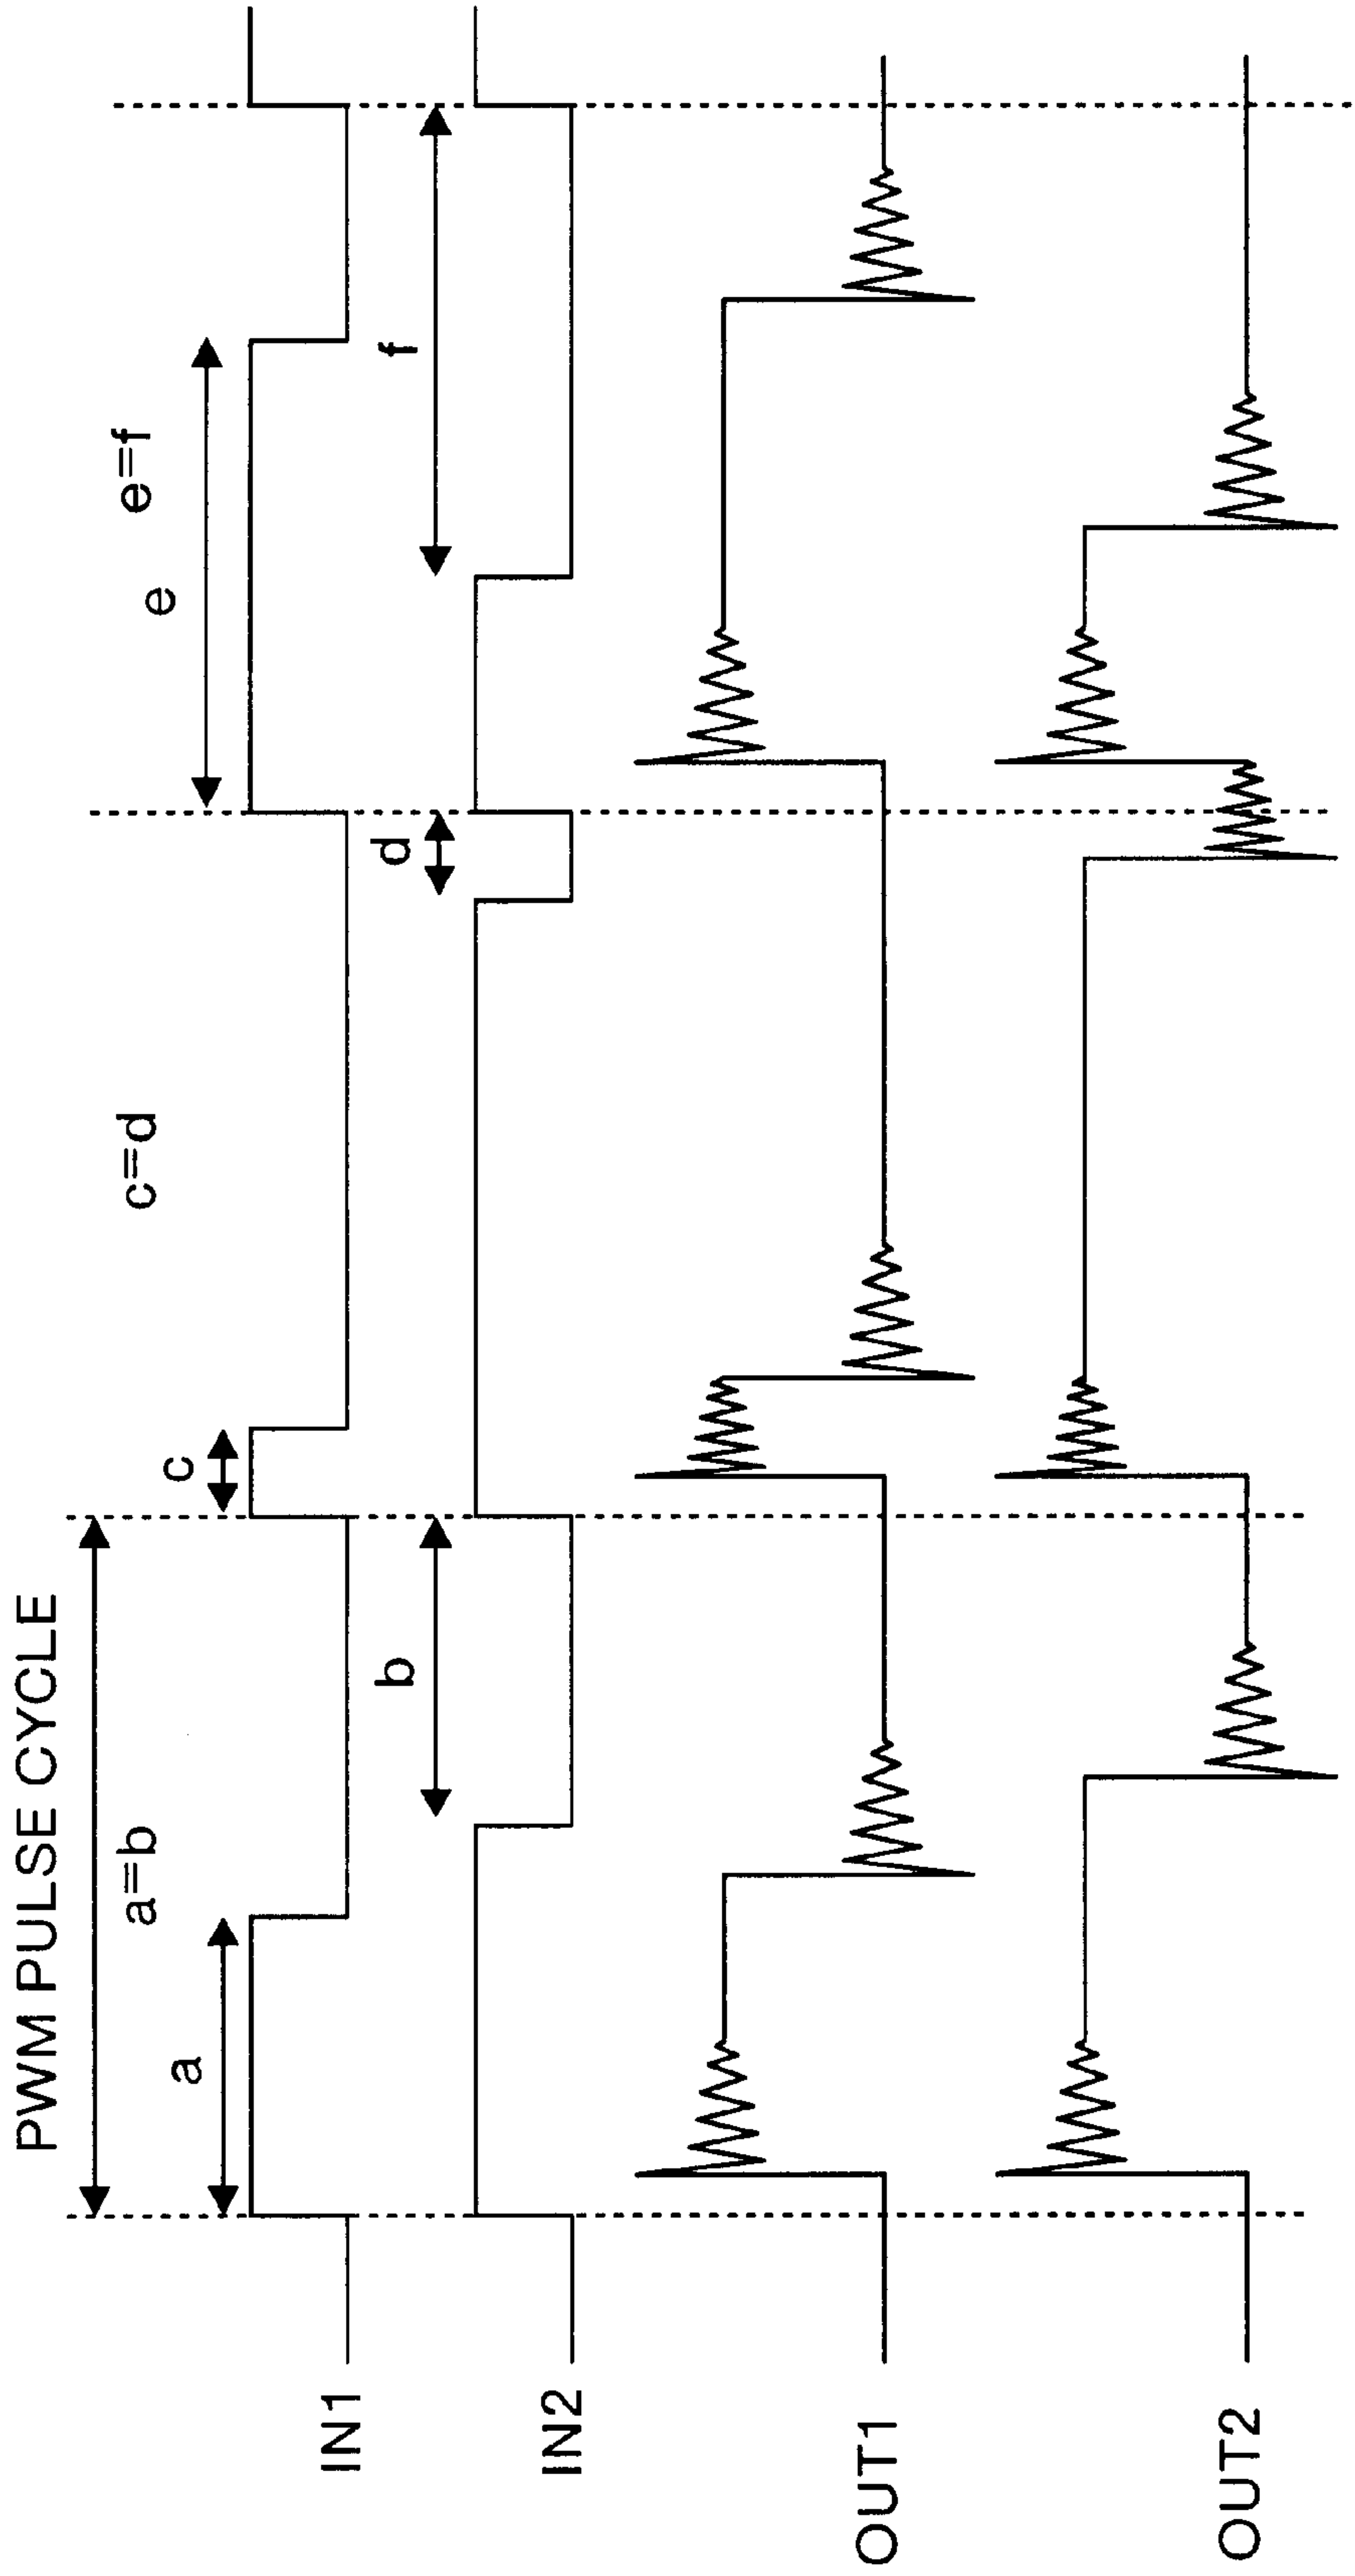 PWM PULSE CYCLE
a=b
c=d
e=f
a
c
e
IN1
b
d
f
IN2
OUT1
OUT2